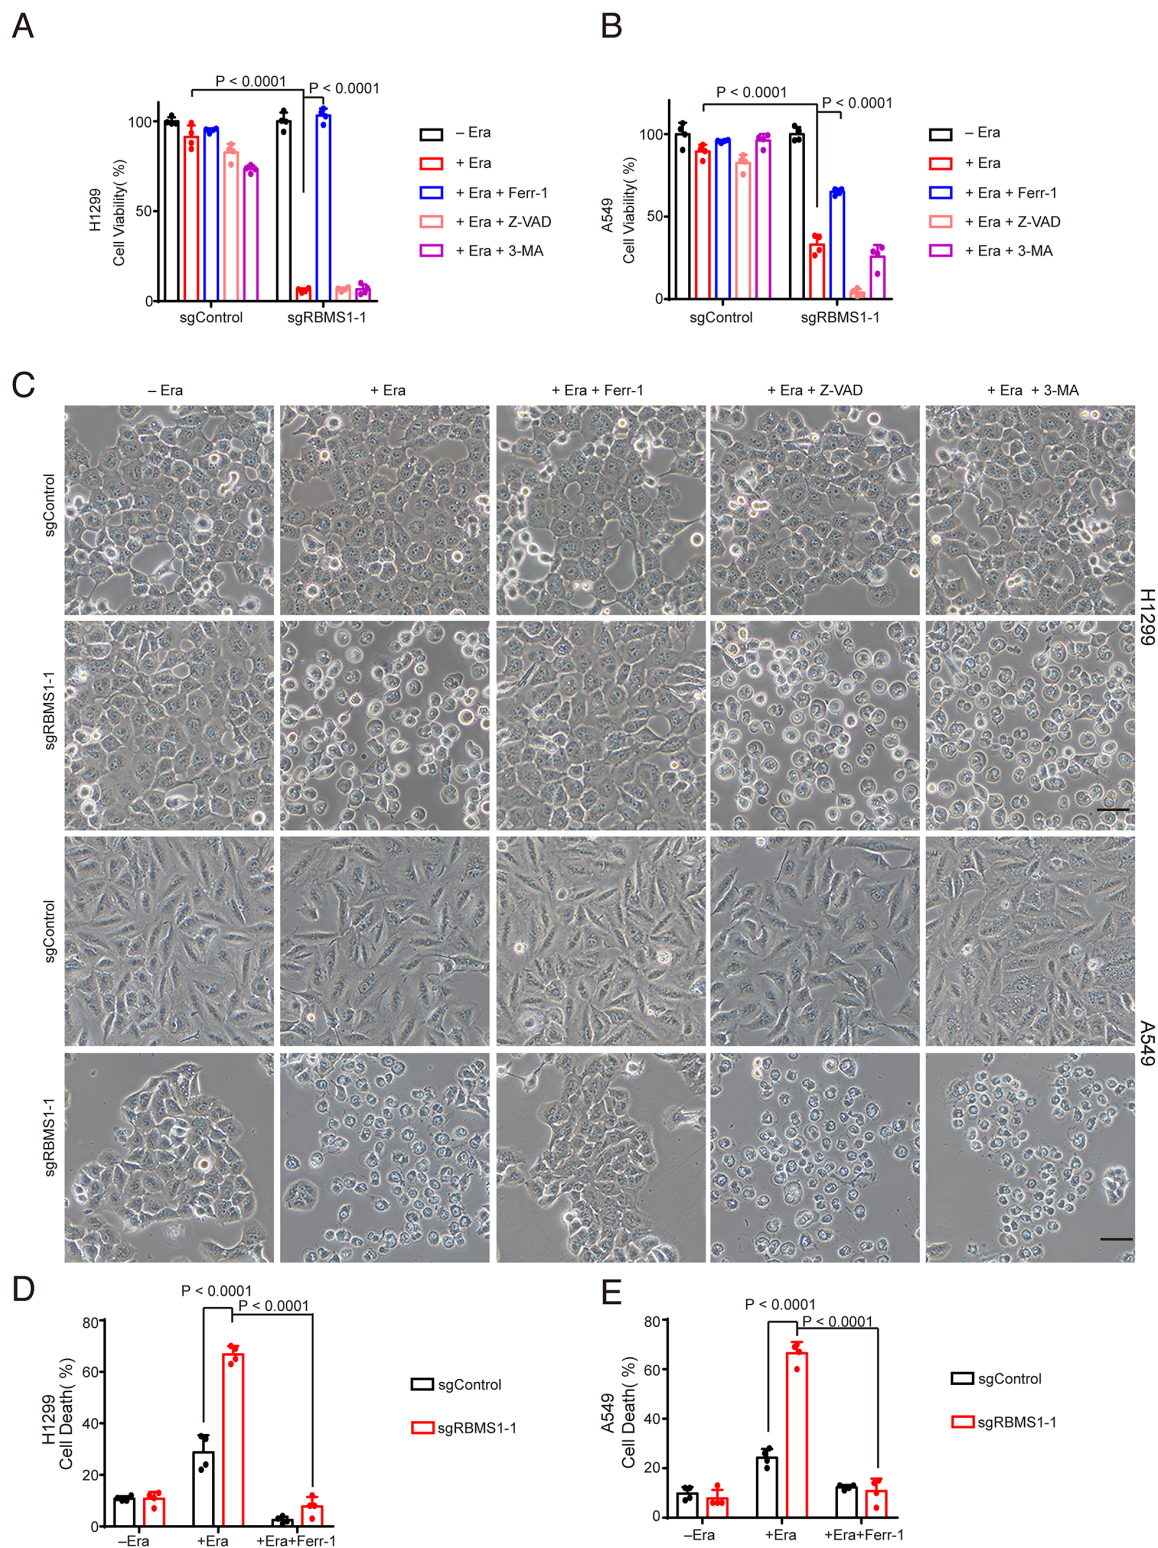 A
B
P < 0.0001
P < 0.0001
H1299
Cell Viability( %)
100
50
0
sgControl
sgRBMS1-1
– Era
+ Era
+ Era + Ferr-1
+ Era + Z-VAD
+ Era + 3-MA
P < 0.0001
P < 0.0001
A549
Cell Viability( %)
100
50
0
sgControl
sgRBMS1-1
– Era
+ Era
+ Era + Ferr-1
+ Era + Z-VAD
+ Era + 3-MA
C
– Era
+ Era
+ Era + Ferr-1
+ Era + Z-VAD
+ Era + 3-MA
sgControl
sgRBMS1-1
H1299
sgControl
sgRBMS1-1
A549
D
P < 0.0001
P < 0.0001
H1299
Cell Death( %)
80
60
40
20
0
–Era
+Era
+Era+Ferr-1
sgControl
sgRBMS1-1
E
P < 0.0001
P < 0.0001
A549
Cell Death( %)
80
60
40
20
0
–Era
+Era
+Era+Ferr-1
sgControl
sgRBMS1-1